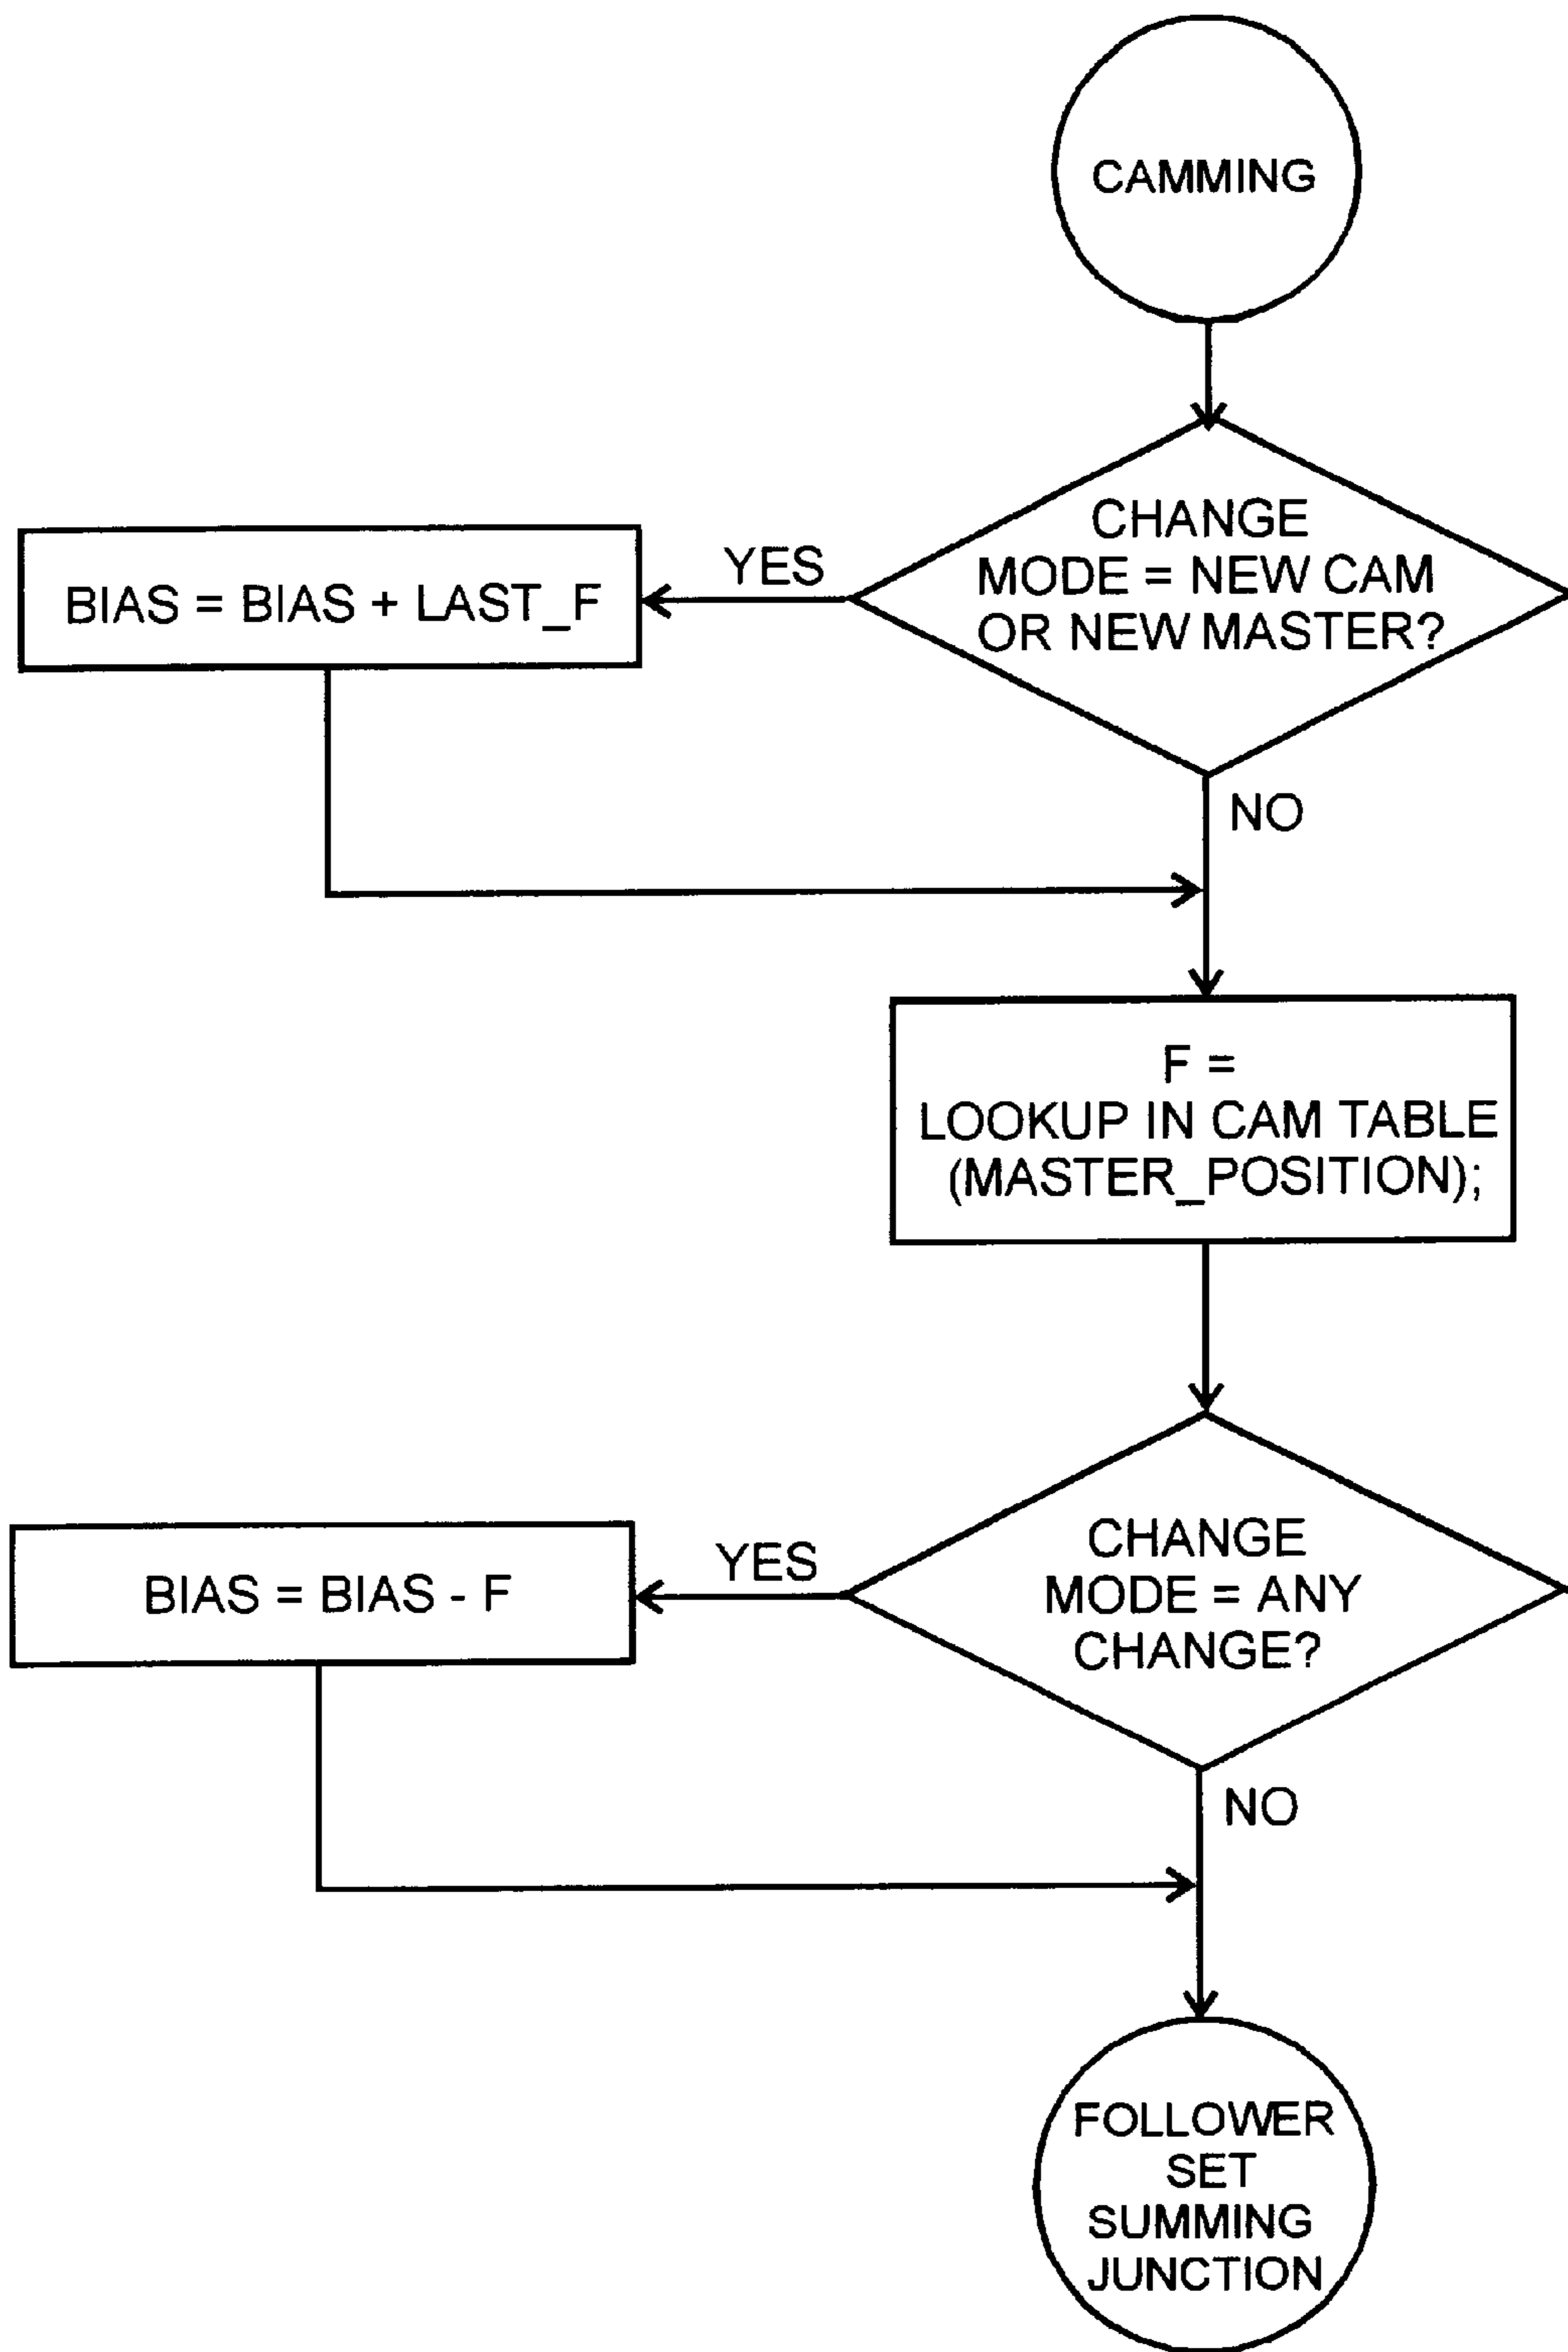 CAMMING
CHANGE
MODE = NEW CAM
OR NEW MASTER?
YES
BIAS = BIAS + LAST_F
NO
F =
LOOKUP IN CAM TABLE
(MASTER_POSITION);
CHANGE
MODE = ANY
CHANGE?
YES
BIAS = BIAS - F
NO
FOLLOWER
SET
SUMMING
JUNCTION